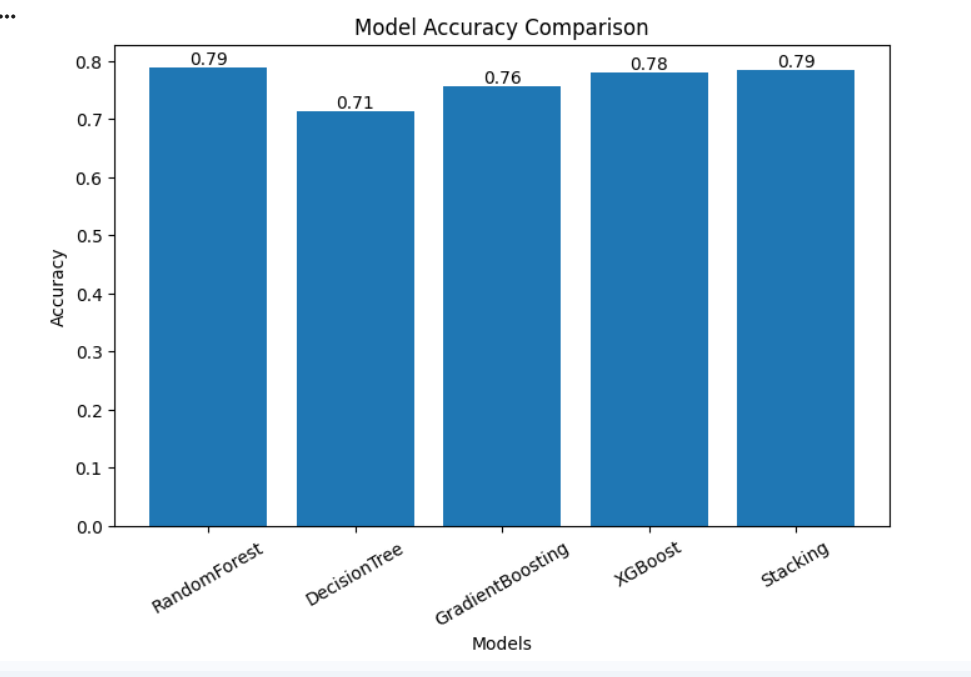 ...
Model Accuracy Comparison
0.79
0.71
0.76
0.78
0.79
Accuracy
0.8
0.7
0.6
0.5
0.4
0.3
0.2
0.1
0.0
RandomForest
DecisionTree
GradientBoosting
XGBoost
Stacking
Models